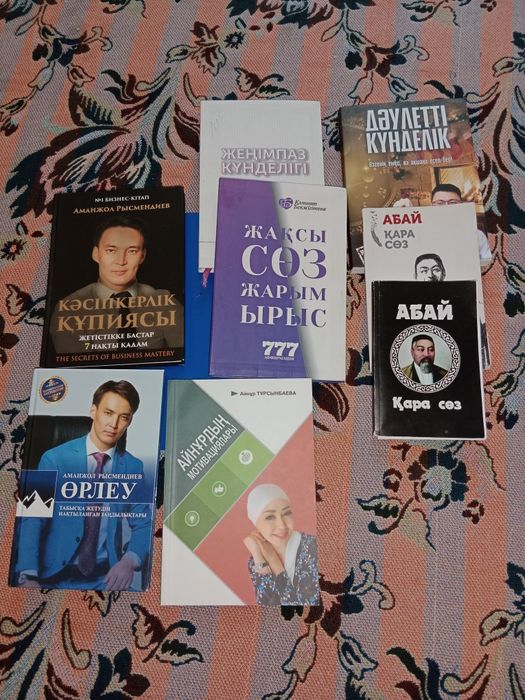 ЖЕҢІМПАЗ
КҮНДЕЛІГІ
ДӘУЛЕТТІ
КҮНДЕЛІК
№1 БИЗНЕС-КІТАП
АМАНЖОЛ РЫСМЕНДИЕВ
КӘСІПКЕРЛІК
ҚҰПИЯСЫ
ЖЕТІСТІККЕ БАСТАР
7 НАҚТЫ ҚАДАМ
THE SECRETS OF BUSINESS MASTERY
ЖАҚСЫ
СӨЗ
ЖАРЫМ
ЫРЫС
777
АБАЙ
ҚАРА
СӨЗ
АБАЙ
Қара сөз
АМАНЖОЛ РЫСМЕНДИЕВ
ӨРЛЕУ
ТАБЫСҚА ЖЕТУДІҢ
НАҚТЫЛАНҒАН ЗАҢДЫЛЫҚТАРЫ
Айнұр ТҰРСЫНБАЕВА
АЙНҰРДЫҢ
МОТИВАЦИЯЛАРЫ